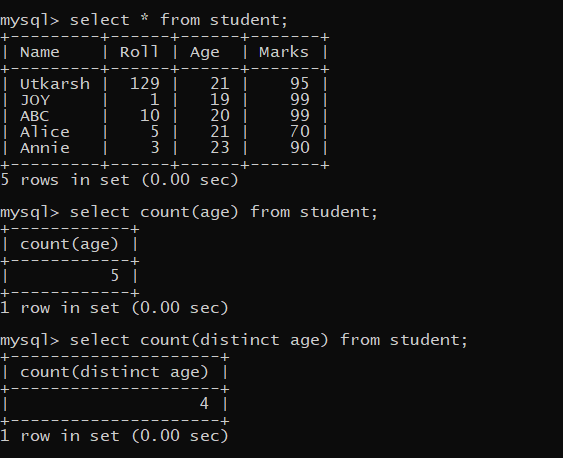 mysql> select * from student;
+---------+------+------+-------+
| Name    | Roll | Age  | Marks |
+---------+------+------+-------+
| Utkarsh |  129 |   21 |    95 |
| JOY     |    1 |   19 |    99 |
| ABC     |   10 |   20 |    99 |
| Alice   |    5 |   21 |    70 |
| Annie   |    3 |   23 |    90 |
+---------+------+------+-------+
5 rows in set (0.00 sec)
mysql> select count(age) from student;
+------------+
| count(age) |
+------------+
|          5 |
+------------+
1 row in set (0.00 sec)
mysql> select count(distinct age) from student;
+---------------------+
| count(distinct age) |
+---------------------+
|                   4 |
+---------------------+
1 row in set (0.00 sec)